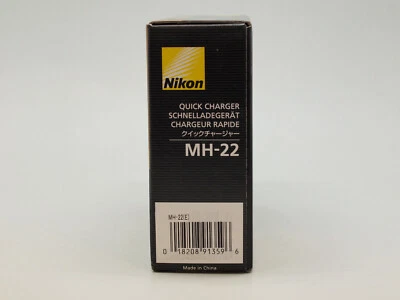 Nikon
QUICK CHARGER
SCHNELLADEGERÄT
CHARGEUR RAPIDE
クイックチャージャー
MH-22
MH-22(E)
0 18208 91359 6
Made in China